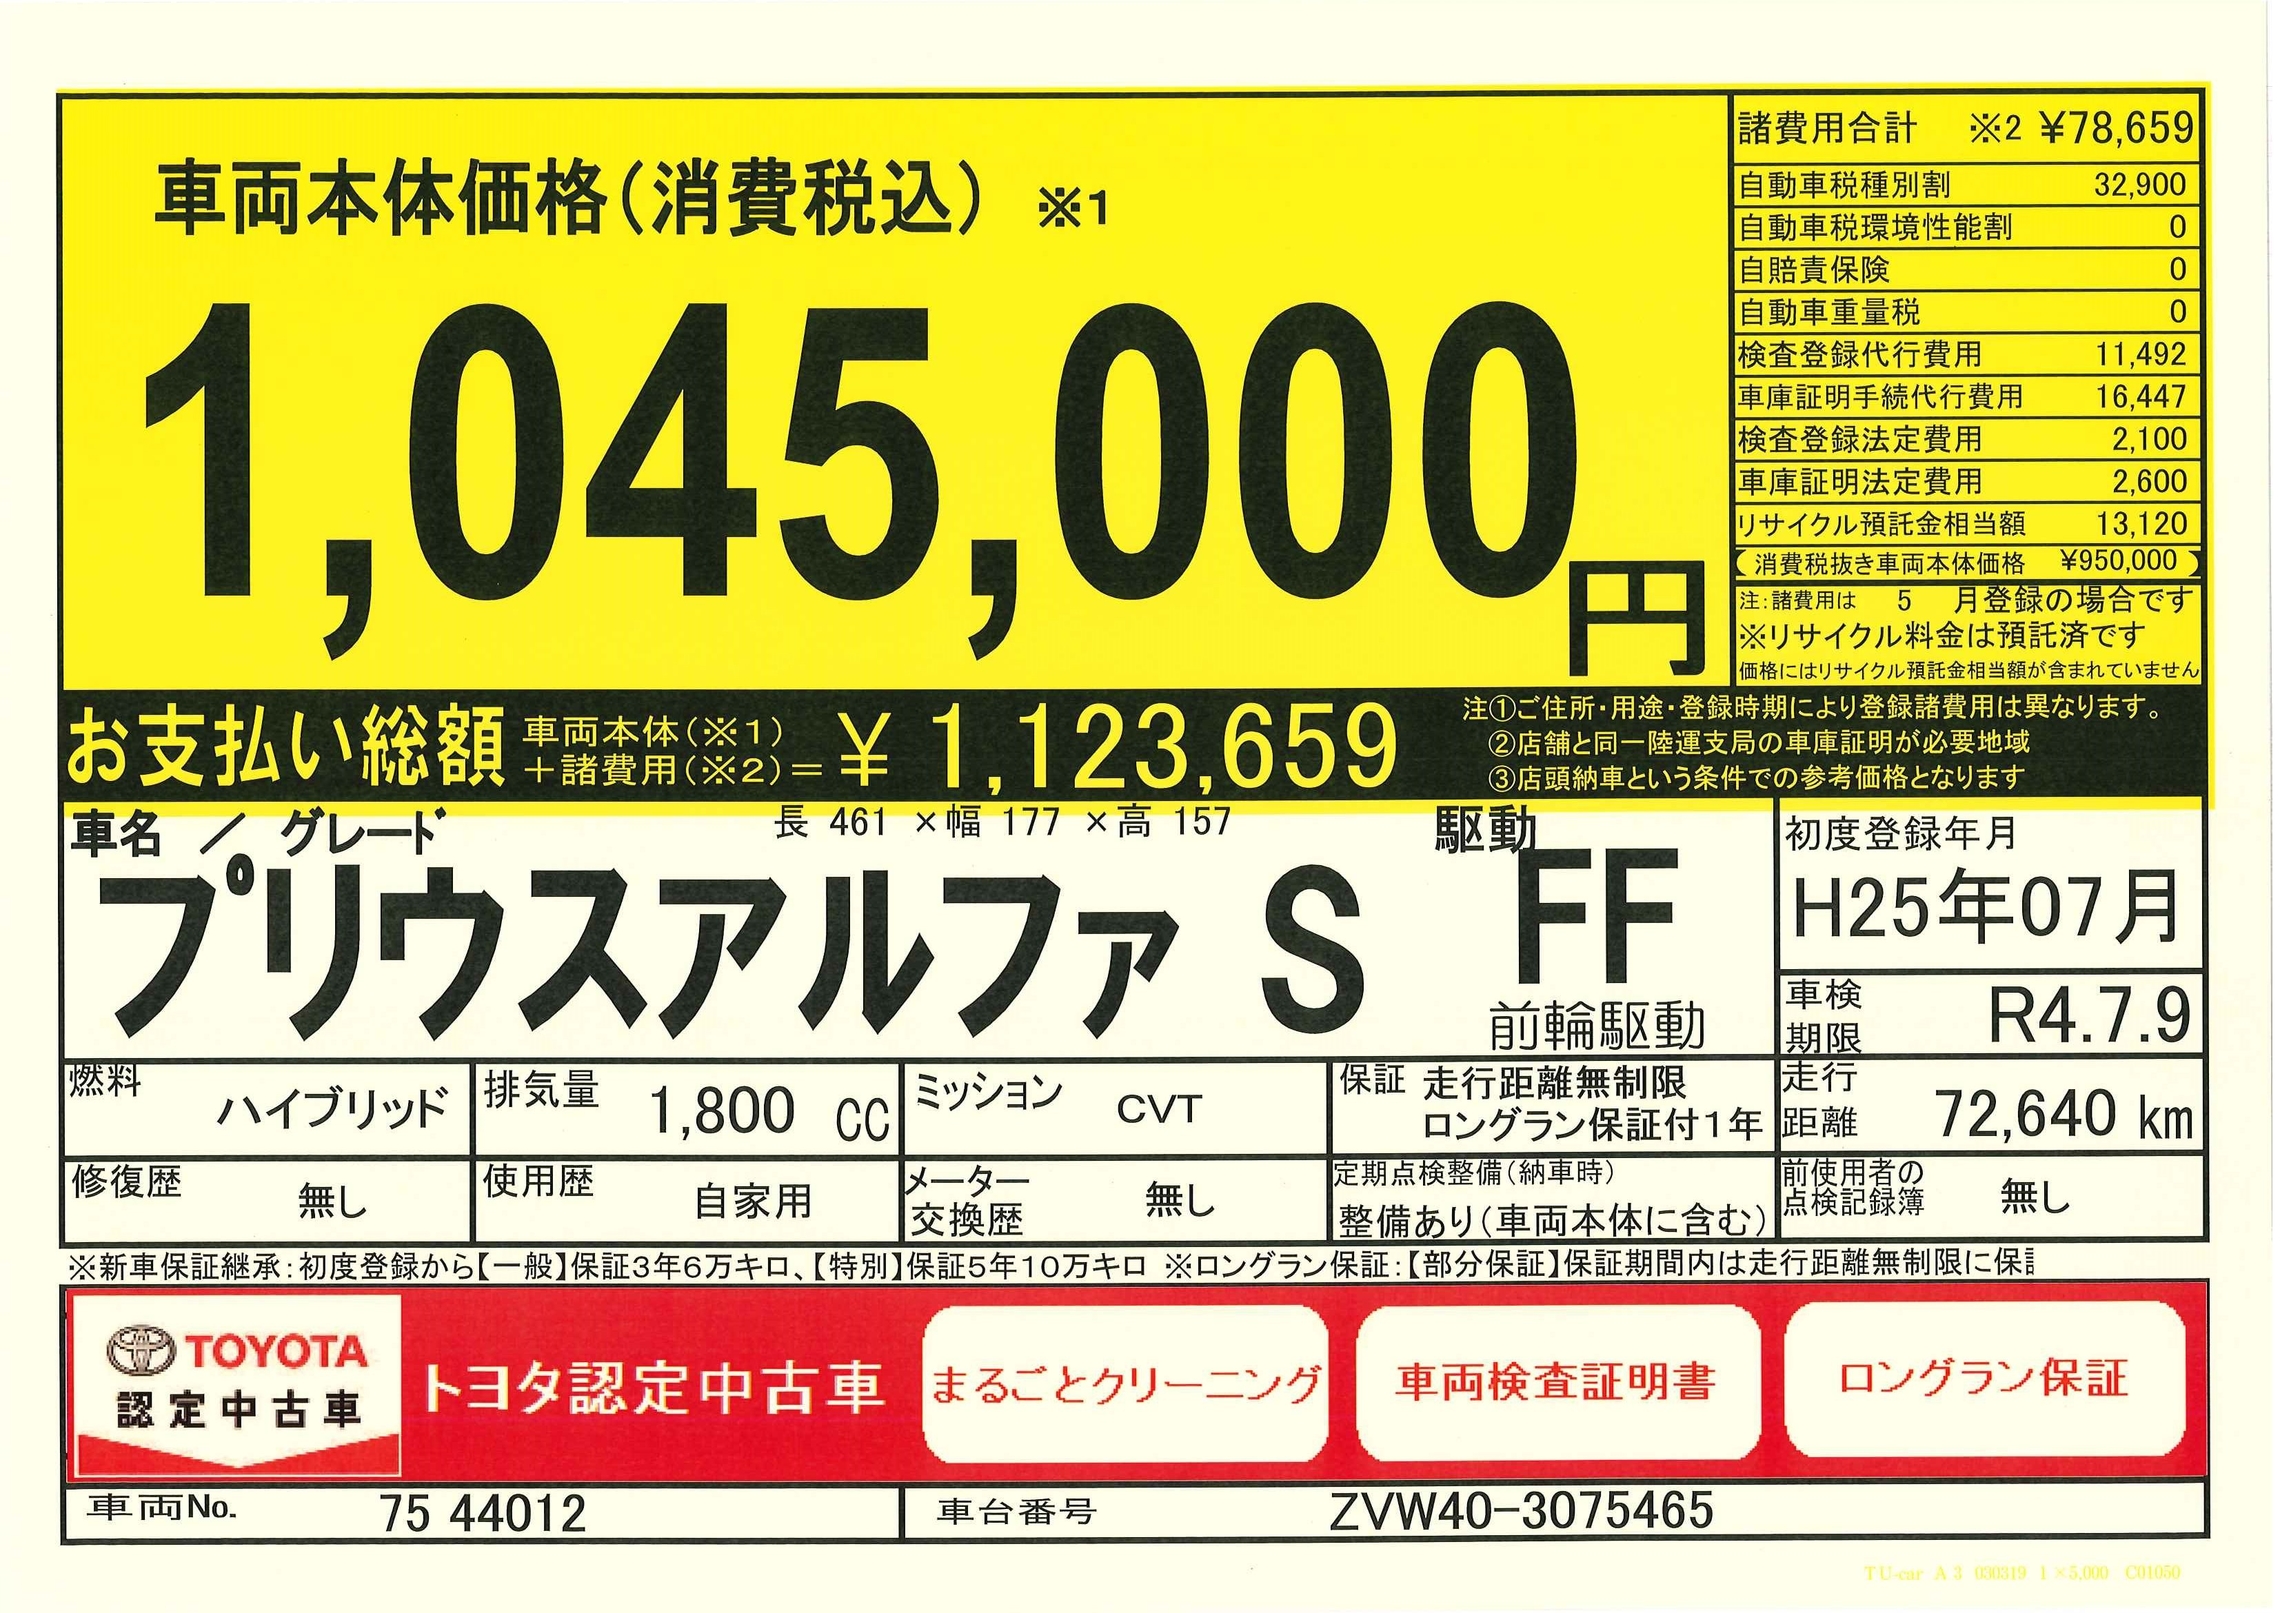 車両本体価格(消費税込) ※1
1,045,000円
諸費用合計 ※2 ¥78,659
自動車税種別割 32,900
自動車税環境性能割 0
自賠責保険 0
自動車重量税 0
検査登録代行費用 11,492
車庫証明手続代行費用 16,447
検査登録法定費用 2,100
車庫証明法定費用 2,600
リサイクル預託金相当額 13,120
( 消費税抜き車両本体価格 ¥950,000 )
注:諸費用は 5 月登録の場合です
※リサイクル料金は預託済です
価格にはリサイクル預託金相当額が含まれていません
お支払い総額 車両本体(※1)
+諸費用(※2)= ¥ 1,123,659
注①ご住所・用途・登録時期により登録諸費用は異なります。
②店舗と同一陸運支局の車庫証明が必要地域
③店頭納車という条件での参考価格となります
車名 / グレード 長 461 ×幅 177 ×高 157
プリウスアルファ S
駆動 FF
前輪駆動
初度登録年月
H25年07月
車検期限 R4.7.9
燃料 ハイブリッド
排気量 1,800 CC
ミッション CVT
保証 走行距離無制限
ロングラン保証付1年
走行距離 72,640 km
修復歴 無し
使用歴 自家用
メーター交換歴 無し
定期点検整備(納車時)
整備あり(車両本体に含む)
前使用者の点検記録簿 無し
※新車保証継承:初度登録から【一般】保証3年6万キロ、【特別】保証5年10万キロ ※ロングラン保証:【部分保証】保証期間内は走行距離無制限に保
TOYOTA
認定中古車
トヨタ認定中古車
まるごとクリーニング
車両検査証明書
ロングラン保証
車両No. 75 44012
車台番号 ZVW40-3075465
TU-car A3 030319 1×5,000 C01050